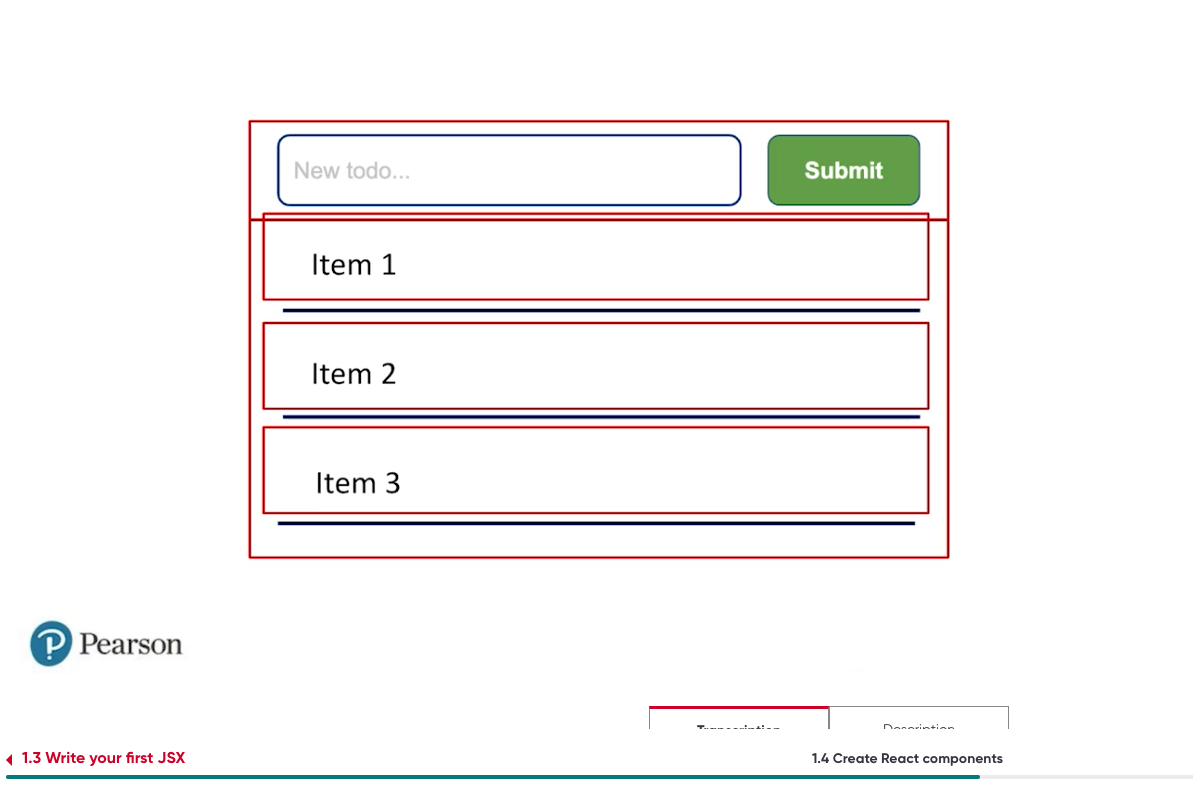 New todo...
Submit
Item 1
Item 2
Item 3
Pearson
Transcription
Description
1.3 Write your first JSX
1.4 Create React components